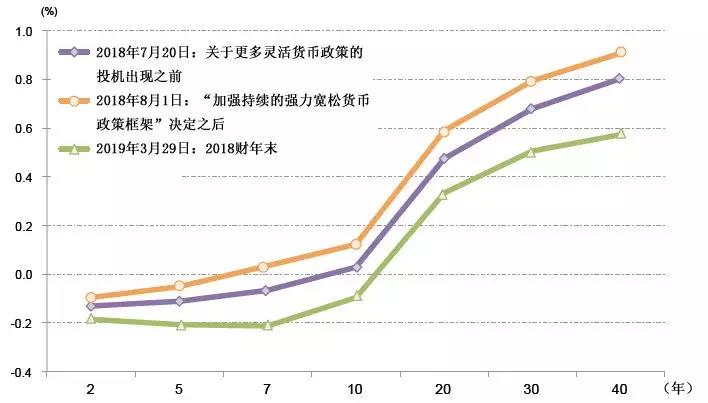 (%)
1.0
0.8
0.6
0.4
0.2
0.0
-0.2
-0.4
2018年7月20日：关于更多灵活货币政策的
投机出现之前
2018年8月1日：“加强持续的强力宽松货币
政策框架”决定之后
2019年3月29日：2018财年末
2 5 7 10 20 30 40 （年）